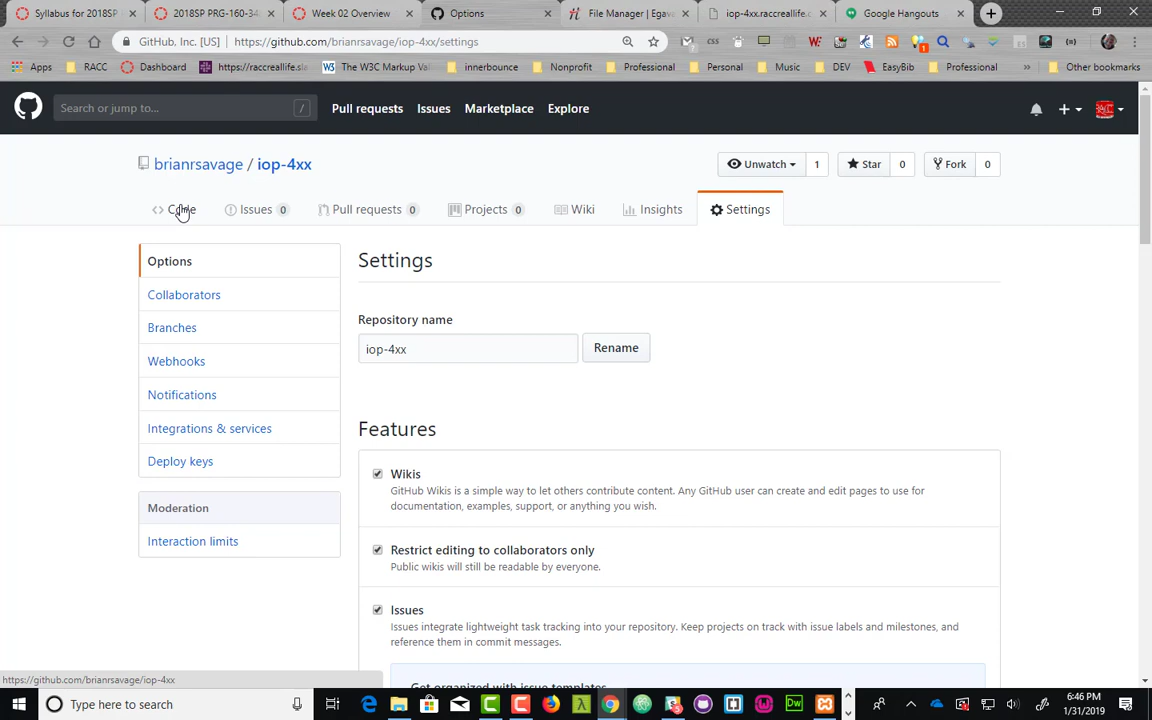 Syllabus for 2018SP
2018SP PRG-160-34
Week 02 Overview
Options
File Manager | Egava
iop-4xx.raccreallife.c
Google Hangouts
GitHub, Inc. [US] | https://github.com/brianrsavage/iop-4xx/settings
Apps RACC Dashboard https://raccreallife.sla The W3C Markup Vali innerbounce Nonprofit Professional Personal Music DEV EasyBib Professional » Other bookmarks
Search or jump to... / Pull requests Issues Marketplace Explore
brianrsavage / iop-4xx Unwatch 1 Star 0 Fork 0
Code Issues 0 Pull requests 0 Projects 0 Wiki Insights Settings
Options
Collaborators
Branches
Webhooks
Notifications
Integrations & services
Deploy keys
Moderation
Interaction limits
Settings
Repository name
iop-4xx Rename
Features
Wikis
GitHub Wikis is a simple way to let others contribute content. Any GitHub user can create and edit pages to use for
documentation, examples, support, or anything you wish.
Restrict editing to collaborators only
Public wikis will still be readable by everyone.
Issues
Issues integrate lightweight task tracking into your repository. Keep projects on track with issue labels and milestones, and
reference them in commit messages.
Get organized with issue templates
https://github.com/brianrsavage/iop-4xx
Type here to search
6:46 PM
1/31/2019